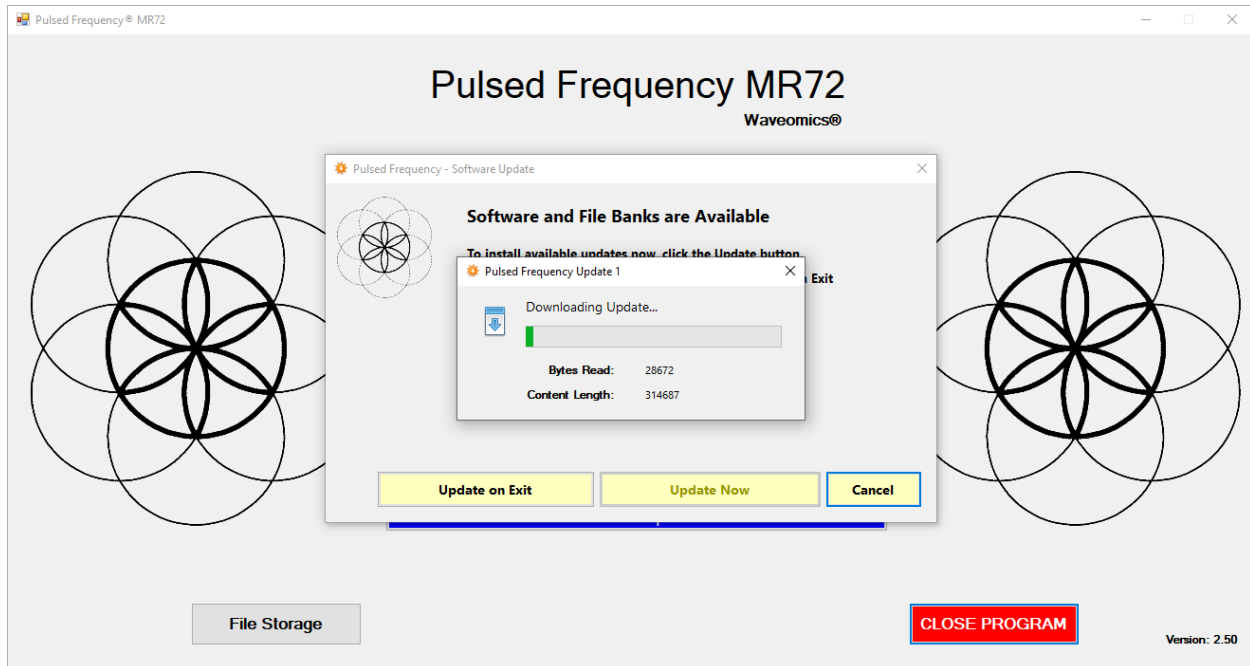 Pulsed Frequency® MR72
Pulsed Frequency MR72
Waveomics®
Pulsed Frequency - Software Update
Software and File Banks are Available
To install available updates now, click the Update button
Exit
Pulsed Frequency Update 1
Downloading Update...
Bytes Read: 28672
Content Length: 314687
Update on Exit
Update Now
Cancel
File Storage
CLOSE PROGRAM
Version: 2.50